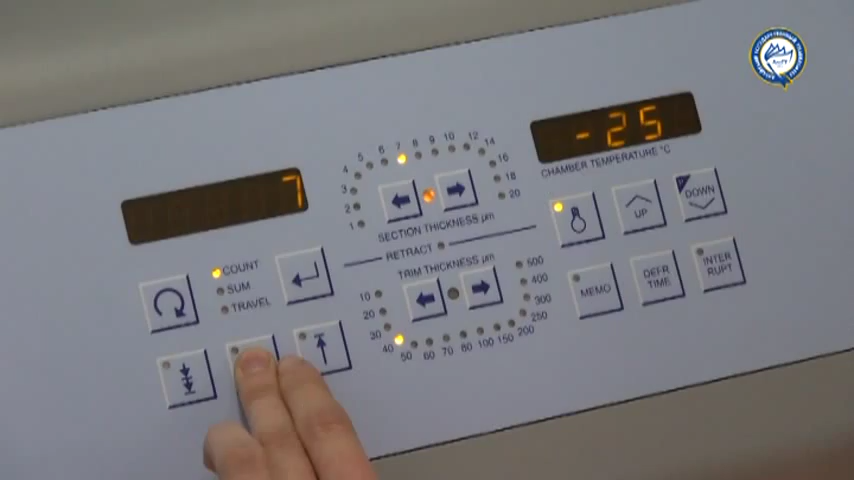 7
-25
CHAMBER TEMPERATURE °C
1 2 3 4 5 6 7 8 9 10 12 14 16 18 20
SECTION THICKNESS µm
RETRACT
TRIM THICKNESS µm
10 20 30 40 50 60 70 80 100 150 200 250 300 400 500
COUNT
SUM
TRAVEL
UP
DOWN
MEMO
DEFR
TIME
INTER
RUPT